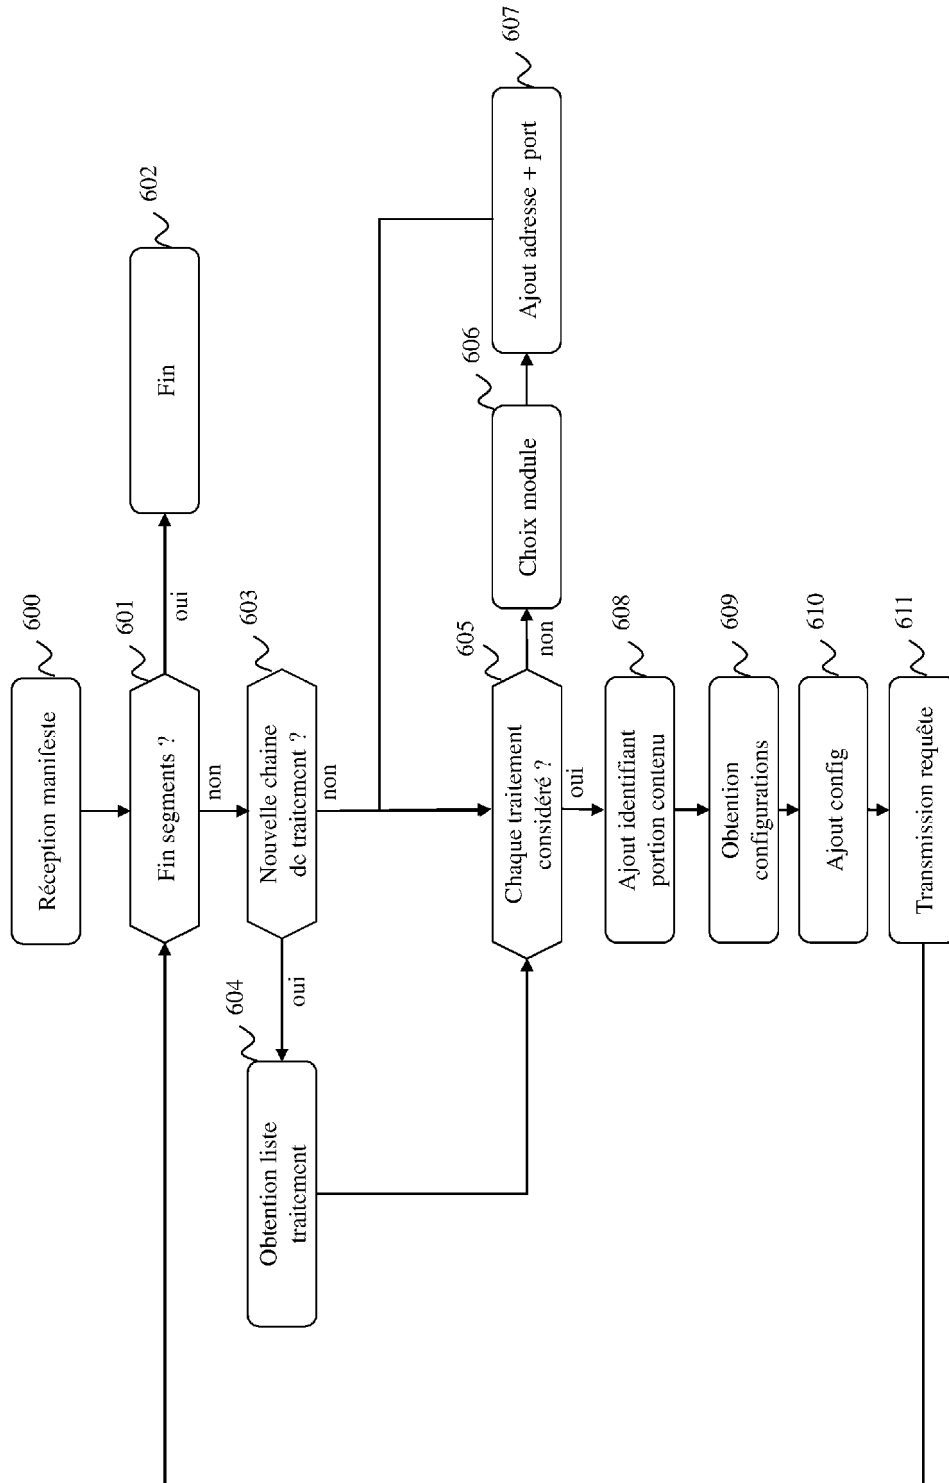 Réception manifeste
600
Fin segments ?
601
oui
Fin
602
non
Nouvelle chaine
de traitement ?
603
oui
non
Obtention liste
traitement
604
Chaque traitement
considéré ?
605
non
Choix module
606
Ajout adresse + port
607
oui
Ajout identifiant
portion contenu
608
Obtention
configurations
609
Ajout config
610
Transmission requête
611